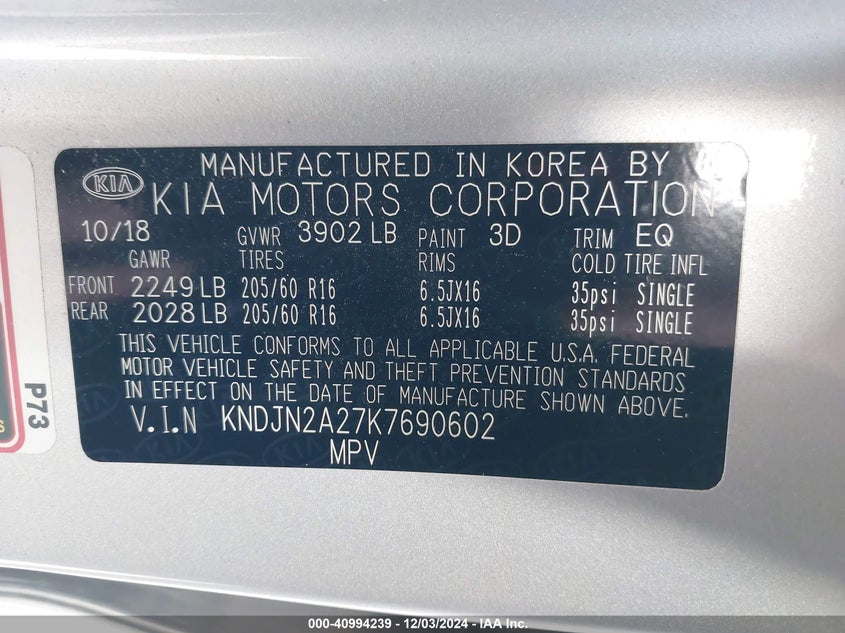 MANUFACTURED IN KOREA BY
KIA KIA MOTORS CORPORATION
10/18 GVWR 3902 LB PAINT 3D TRIM EQ
GAWR TIRES RIMS COLD TIRE INFL
FRONT 2249 LB 205/60 R16 6.5JX16 35psi SINGLE
REAR 2028 LB 205/60 R16 6.5JX16 35psi SINGLE
THIS VEHICLE CONFORMS TO ALL APPLICABLE U.S.A. FEDERAL
MOTOR VEHICLE SAFETY AND THEFT PREVENTION STANDARDS
IN EFFECT ON THE DATE OF MANUFACTURE SHOWN ABOVE.
V.I.N KNDJN2A27K7690602
MPV
P73
000-40994239 - 12/03/2024 - IAA Inc.